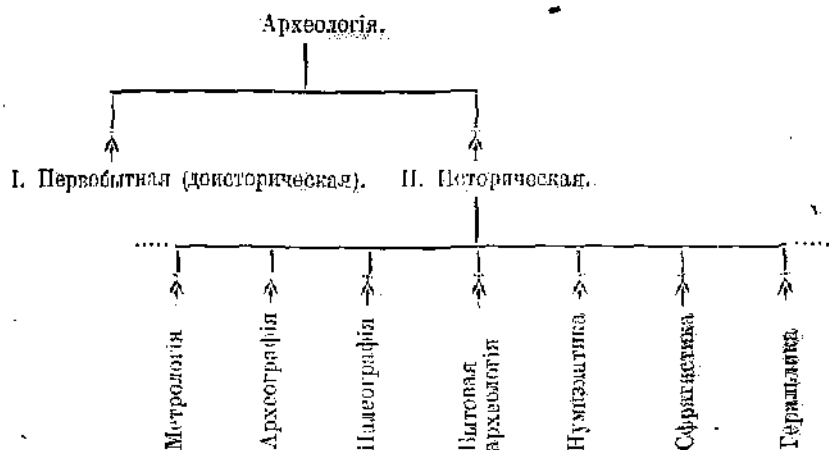 Археологія.
I. Первобытная (доисторическая). II. Историческая.
Метрологія
Археографія
Палеографія
Бытовая
археологія
Нумизматика
Сфрагистика
Геральдика